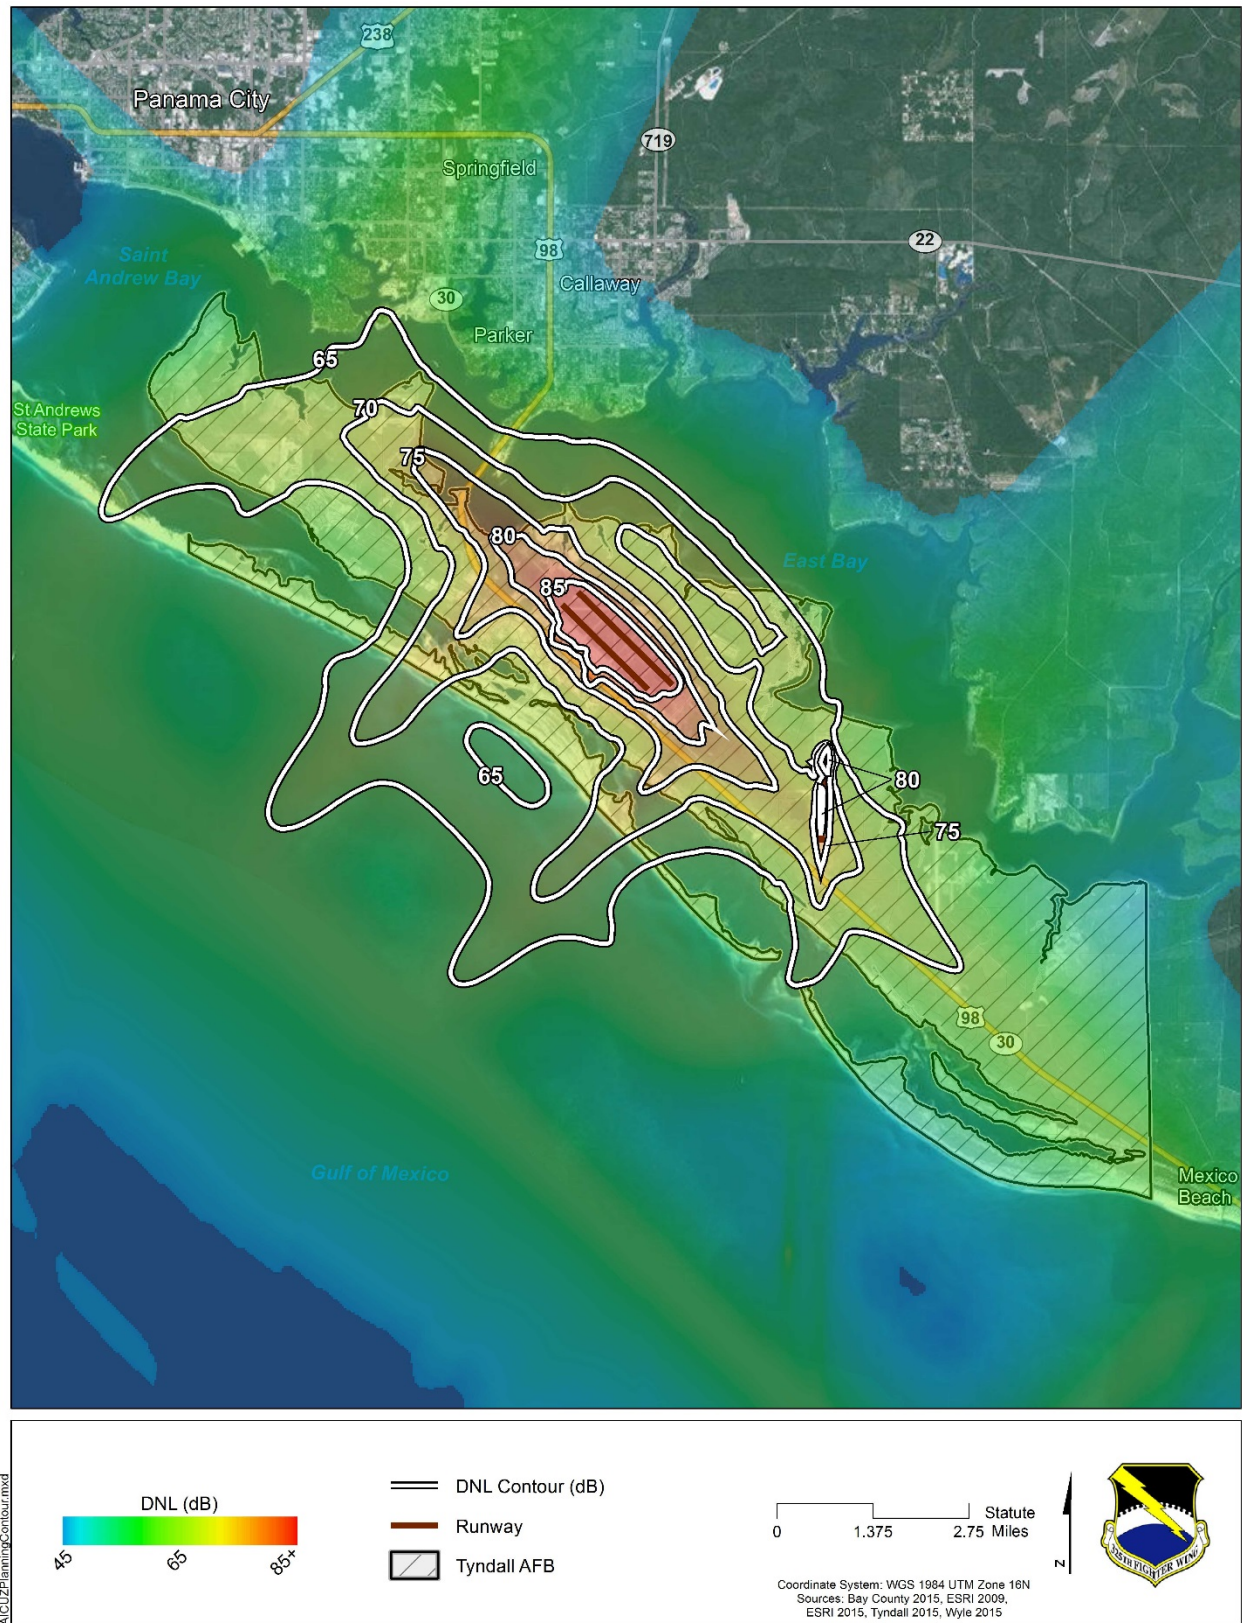 238
Panama City
719
Springfield
22
98
Saint
Andrew Bay
Callaway
30
Parker
65
St Andrews
State Park
70
75
80
East Bay
85
65
80
75
98
30
Gulf of Mexico
Mexico
Beach
AICUZPlanningContour.mxd
DNL (dB)
45
65
85+
DNL Contour (dB)
Runway
Tyndall AFB
0
1.375
2.75
Statute
Miles
N
Coordinate System: WGS 1984 UTM Zone 16N
Sources: Bay County 2015, ESRI 2009,
ESRI 2015, Tyndall 2015, Wyle 2015
325TH FIGHTER WING